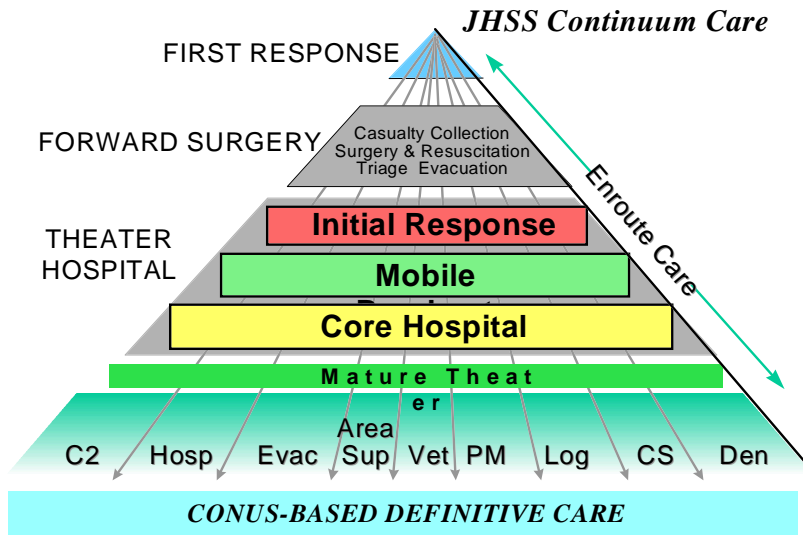 JHSS Continuum Care
FIRST RESPONSE
FORWARD SURGERY
Casualty Collection
Surgery & Resuscitation
Triage Evacuation
Enroute Care
THEATER
HOSPITAL
Initial Response
Mobile
Core Hospital
Mature Theat
er
C2 Hosp Evac Area Sup Vet PM Log CS Den
CONUS-BASED DEFINITIVE CARE